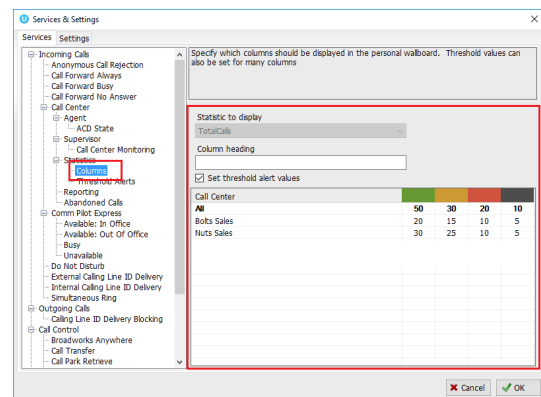 Services & Settings
Services Settings
Incoming Calls
Anonymous Call Rejection
Call Forward Always
Call Forward Busy
Call Forward No Answer
Call Center
Agent
ACD State
Supervisor
Call Center Monitoring
Statistics
Columns
Threshold Alerts
Reporting
Abandoned Calls
Comm Pilot Express
Available: In Office
Available: Out Of Office
Busy
Unavailable
Do Not Disturb
External Calling Line ID Delivery
Internal Calling Line ID Delivery
Simultaneous Ring
Outgoing Calls
Calling Line ID Delivery Blocking
Call Control
Broadworks Anywhere
Call Transfer
Call Park Retrieve
Specify which columns should be displayed in the personal wallboard. Threshold values can
also be set for many columns
Statistic to display
TotalCalls
Column heading
Set threshold alert values
Call Center
All 50 30 20 10
Bolts Sales 20 15 10 5
Nuts Sales 30 25 10 5
Cancel OK